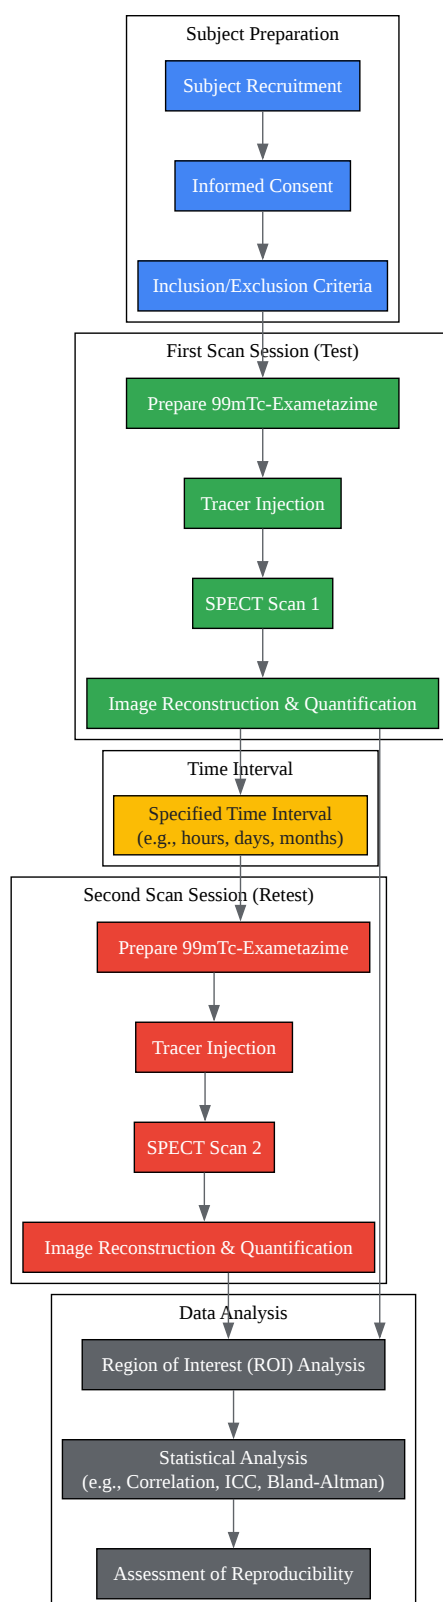 Subject Preparation
Subject Recruitment
Informed Consent
Inclusion/Exclusion Criteria
First Scan Session (Test)
Prepare 99mTc-Exametazime
Tracer Injection
SPECT Scan 1
Image Reconstruction & Quantification
Time Interval
Specified Time Interval
(e.g., hours, days, months)
Second Scan Session (Retest)
Prepare 99mTc-Exametazime
Tracer Injection
SPECT Scan 2
Image Reconstruction & Quantification
Data Analysis
Region of Interest (ROI) Analysis
Statistical Analysis
(e.g., Correlation, ICC, Bland-Altman)
Assessment of Reproducibility